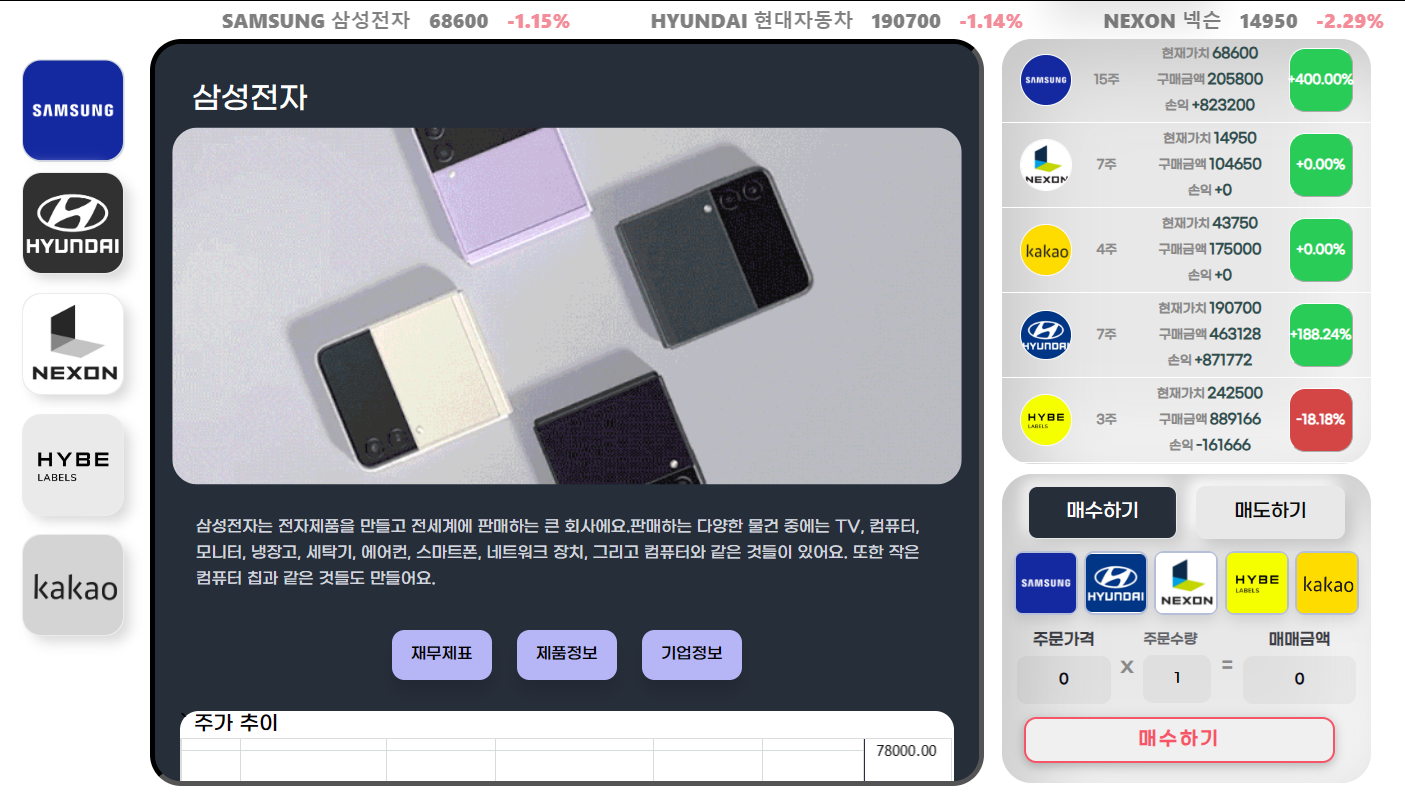 SAMSUNG 삼성전자 68600 -1.15% HYUNDAI 현대자동차 190700 -1.14% NEXON 넥슨 14950 -2.29%
SAMSUNG
HYUNDAI
NEXON
HYBE
LABELS
kakao
삼성전자
삼성전자는 전자제품을 만들고 전세계에 판매하는 큰 회사에요.판매하는 다양한 물건 중에는 TV, 컴퓨터,
모니터, 냉장고, 세탁기, 에어컨, 스마트폰, 네트워크 장치, 그리고 컴퓨터와 같은 것들이 있어요. 또한 작은
컴퓨터 칩과 같은 것들도 만들어요.
재무제표 제품정보 기업정보
주가 추이
78000.00
현재가치 68600
SAMSUNG 15주 구매금액 205800 +400.00%
손익 +823200
현재가치 14950
NEXON 7주 구매금액 104650 +0.00%
손익 +0
현재가치 43750
kakao 4주 구매금액 175000 +0.00%
손익 +0
현재가치 190700
HYUNDAI 7주 구매금액 463128 +188.24%
손익 +871772
현재가치 242500
HYBE LABELS 3주 구매금액 889166 -18.18%
손익 -161666
매수하기 매도하기
SAMSUNG HYUNDAI NEXON HYBE LABELS kakao
주문가격 주문수량 매매금액
0 X 1 = 0
매수하기